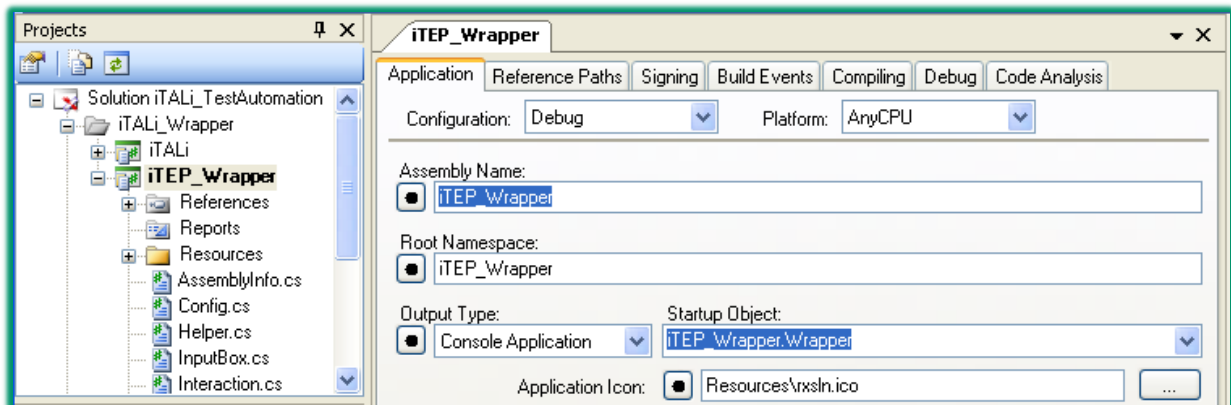 Projects
Solution iTALi_TestAutomation
iTALi_Wrapper
iTALi
iTEP_Wrapper
References
Reports
Resources
AssemblyInfo.cs
Config.cs
Helper.cs
InputBox.cs
Interaction.cs
iTEP_Wrapper
Application Reference Paths Signing Build Events Compiling Debug Code Analysis
Configuration: Debug Platform: AnyCPU
Assembly Name:
iTEP_Wrapper
Root Namespace:
iTEP_Wrapper
Output Type: Startup Object:
Console Application iTEP_Wrapper.Wrapper
Application Icon: Resources\rxsln.ico ...